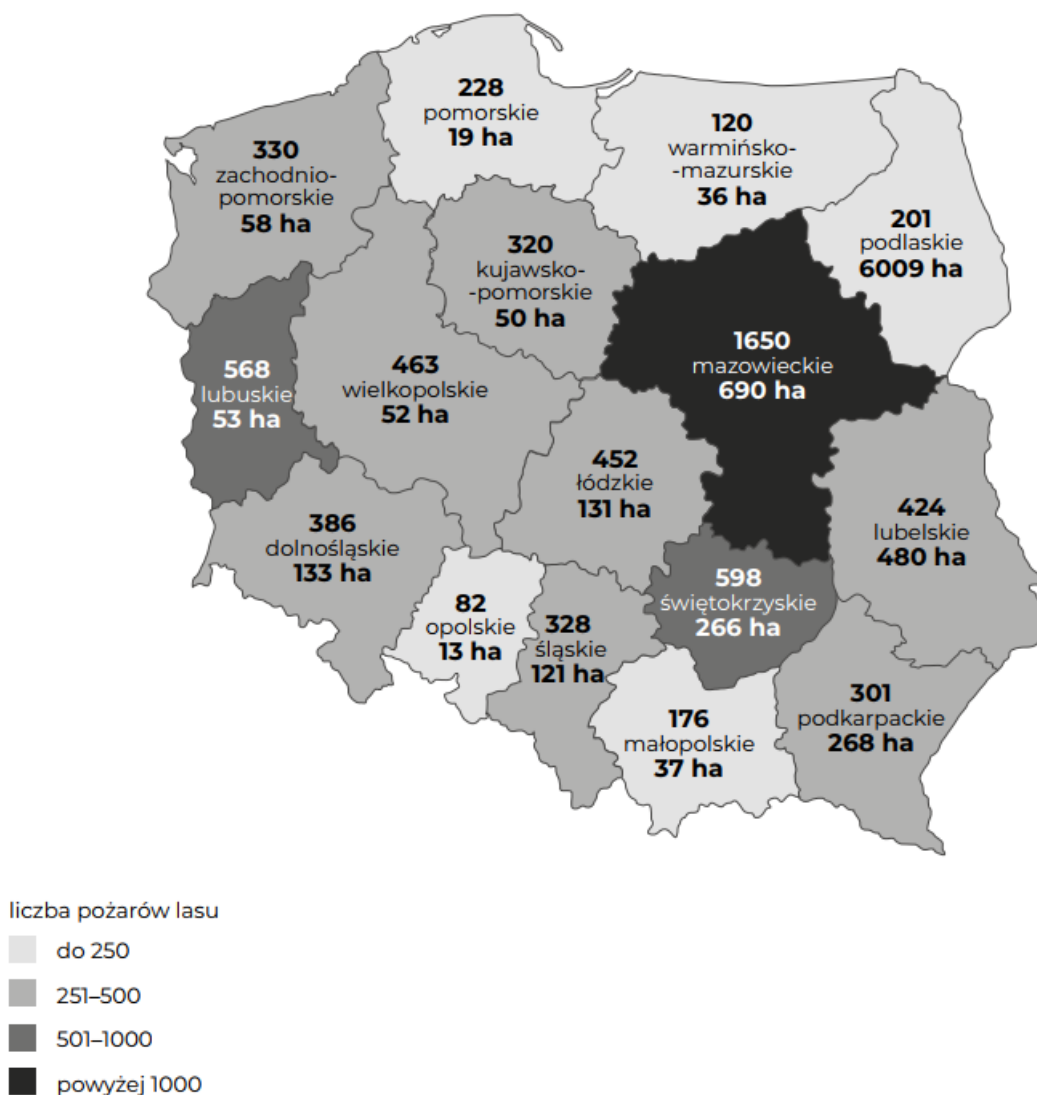 228
pomorskie
19 ha
120
warmińsko-
-mazurskie
36 ha
330
zachodnio-
pomorskie
58 ha
201
podlaskie
6009 ha
320
kujawsko-
-pomorskie
50 ha
1650
mazowieckie
690 ha
568
lubuskie
53 ha
463
wielkopolskie
52 ha
452
łódzkie
131 ha
424
lubelskie
480 ha
386
dolnośląskie
133 ha
598
świętokrzyskie
266 ha
82
opolskie
13 ha
328
śląskie
121 ha
301
podkarpackie
268 ha
176
małopolskie
37 ha
liczba pożarów lasu
do 250
251–500
501–1000
powyżej 1000